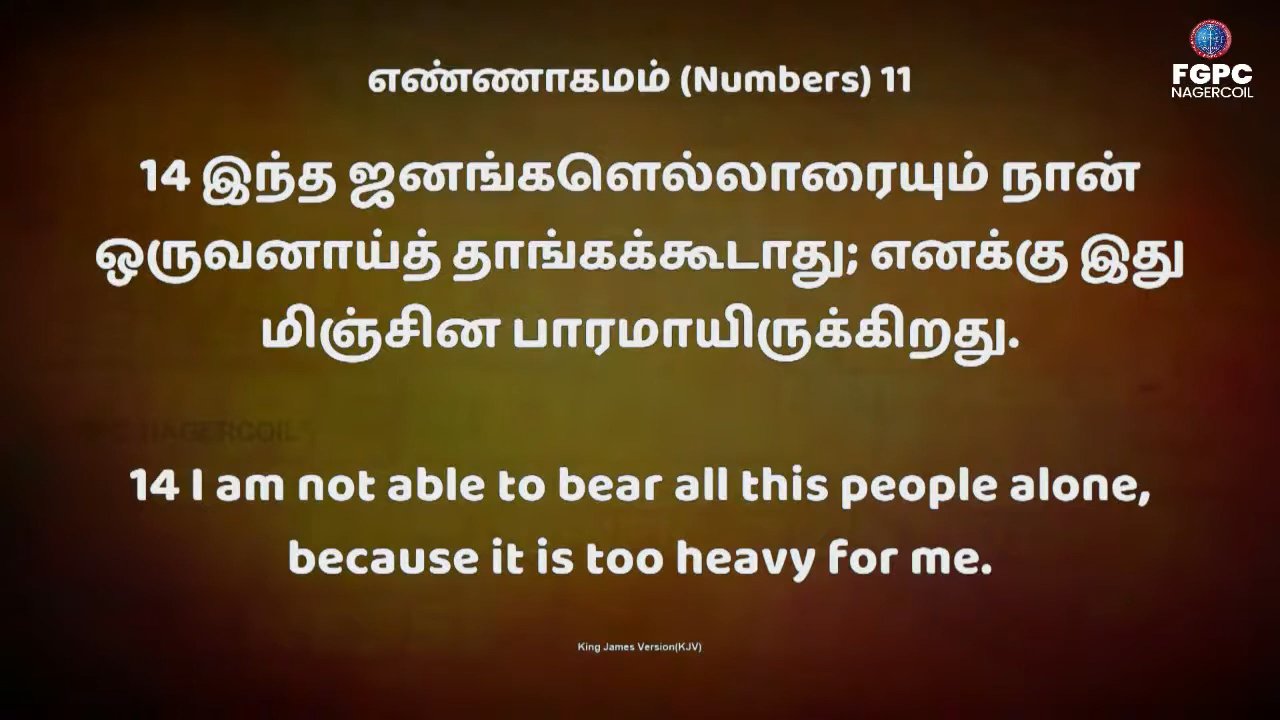 எண்ணாகமம் (Numbers) 11
FGPC
NAGERCOIL
14 இந்த ஜனங்களெல்லாரையும் நான்
ஒருவனாய்த் தாங்கக்கூடாது; எனக்கு இது
மிஞ்சின பாரமாயிருக்கிறது.
NAGERCOIL
14 I am not able to bear all this people alone,
because it is too heavy for me.
King James Version(KJV)